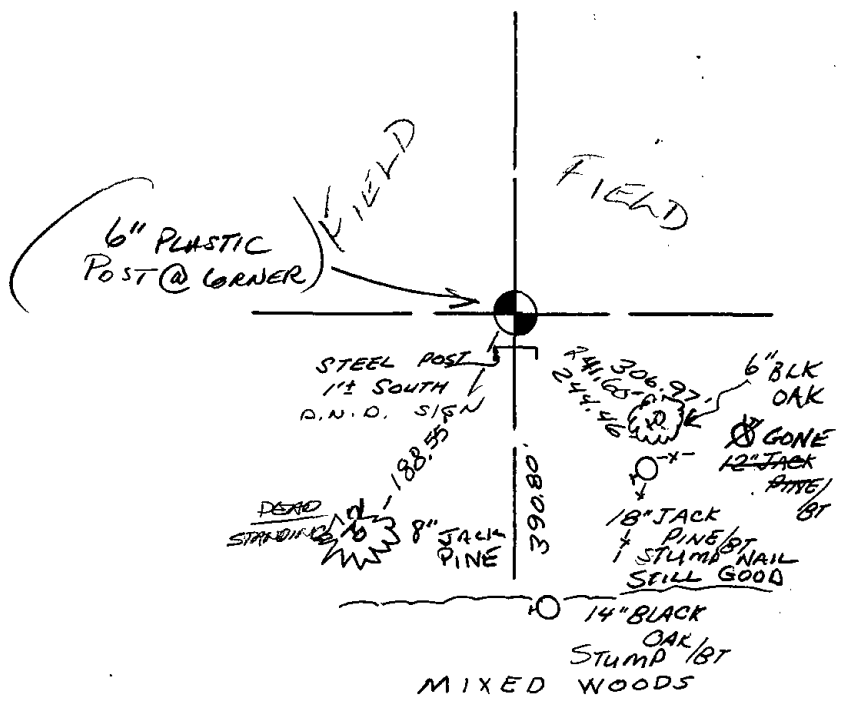 FIELD
FIELD
6" PLASTIC
POST @ CORNER
STEEL POST
1'± SOUTH
D.N.D. SIGN
306.97'
241.60
244.46
6" BLK
OAK
GONE
12" JACK
PINE/
BT
188.55'
390.80'
DEAD
STANDING
8" JACK
PINE
18" JACK
PINE/BT
STUMP NAIL
STILL GOOD
14" BLACK
OAK
STUMP/BT
MIXED WOODS